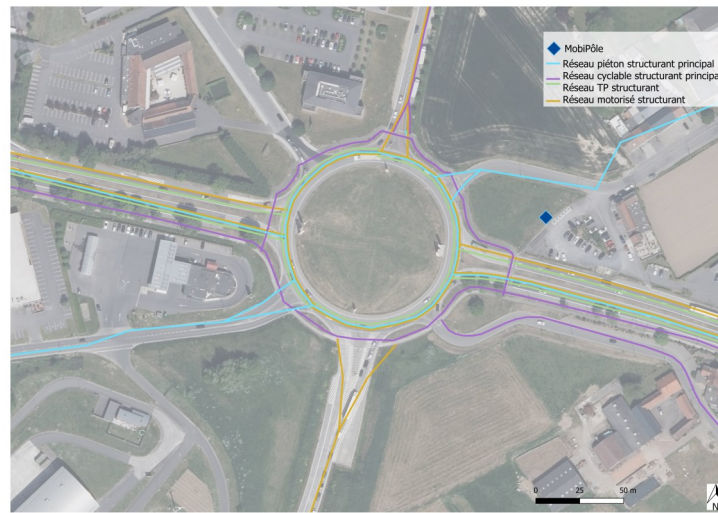 MobiPôle
Réseau piéton structurant principal
Réseau cyclable structurant principa
Réseau TP structurant
Réseau motorisé structurant
0 25 50 m
N